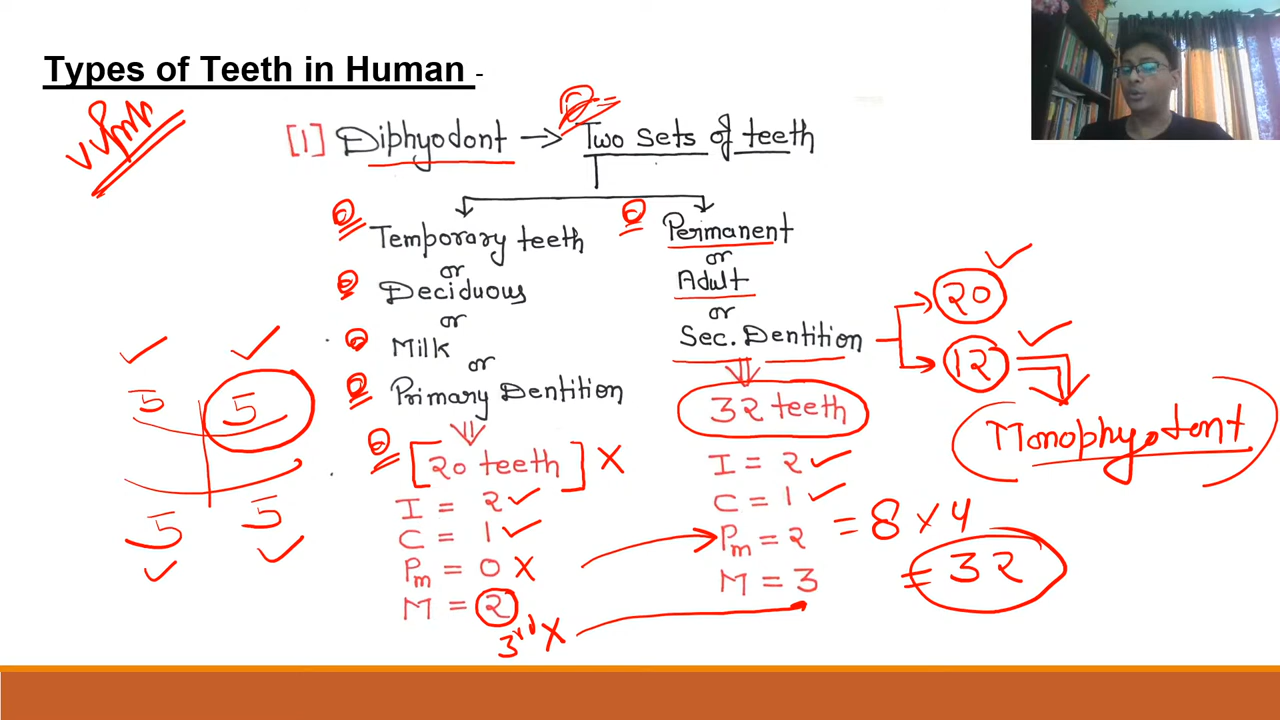 Types of Teeth in Human -
VV Imp
[1] Diphyodont → Two sets of teeth
Temporary teeth
or
Deciduous
or
Milk
or
Primary Dentition
[20 teeth] X
I = 2 ✓
C = 1 ✓
Pm = 0 X
M = 2
3rd X
Permanent
or
Adult
or
Sec. Dentition
32 teeth
I = 2 ✓
C = 1 ✓
Pm = 2
M = 3
= 8 x 4
= 32
20 ✓
12 ✓
Monophyodont
5 5
5 5